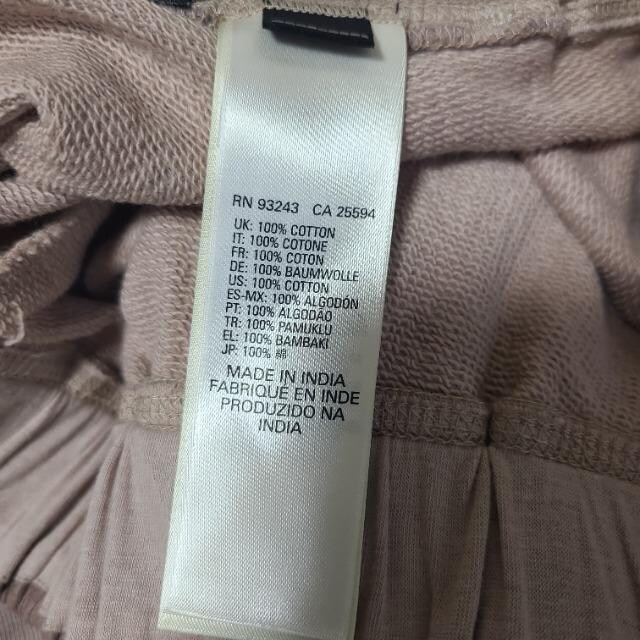 RN 93243 CA 25594
UK: 100% COTTON
IT: 100% COTONE
FR: 100% COTON
DE: 100% BAUMWOLLE
US: 100% COTTON
ES-MX: 100% ALGODÓN
PT: 100% ALGODÃO
TR: 100% PAMUKLU
EL: 100% BAMBAKI
JP: 100% 綿
MADE IN INDIA
FABRIQUÉ EN INDE
PRODUZIDO NA
INDIA